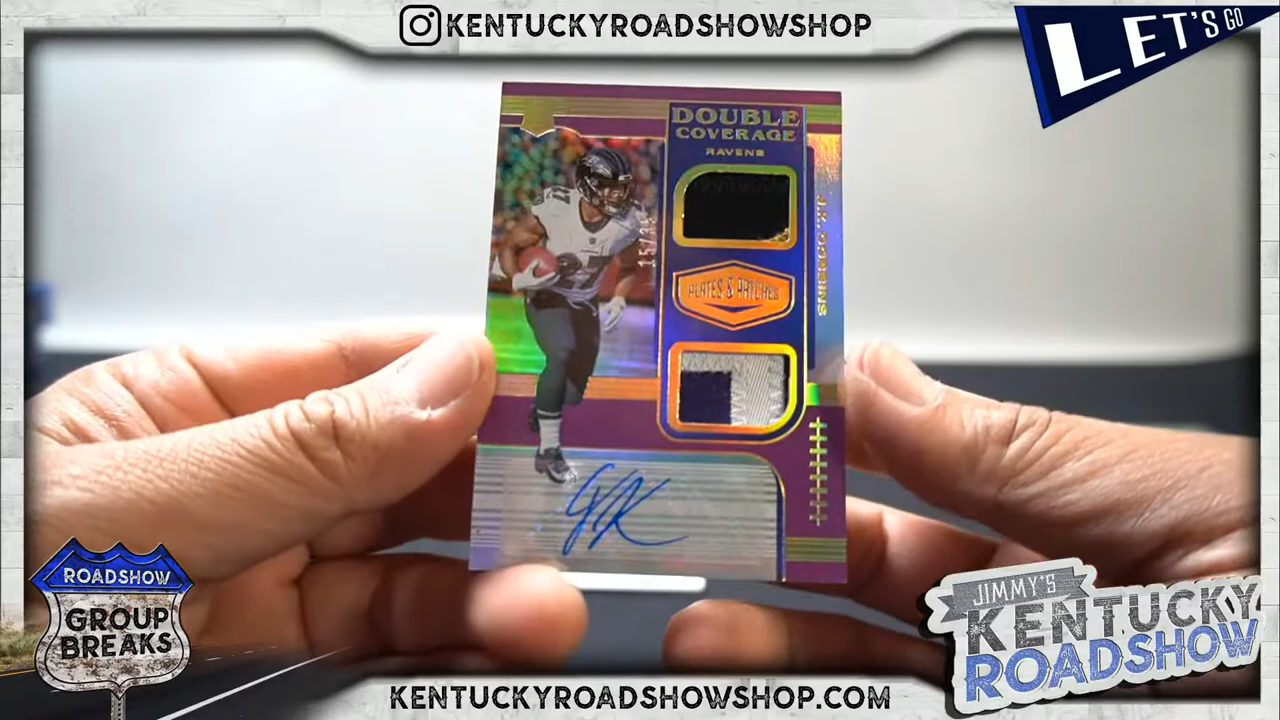 KENTUCKYROADSHOWSHOP
LET'S GO
DOUBLE
COVERAGE
RAVENS
J.K. DOBBINS
PLATES & PATCHES
ROADSHOW
GROUP
BREAKS
JIMMY'S
KENTUCKY
ROADSHOW
KENTUCKYROADSHOWSHOP.COM